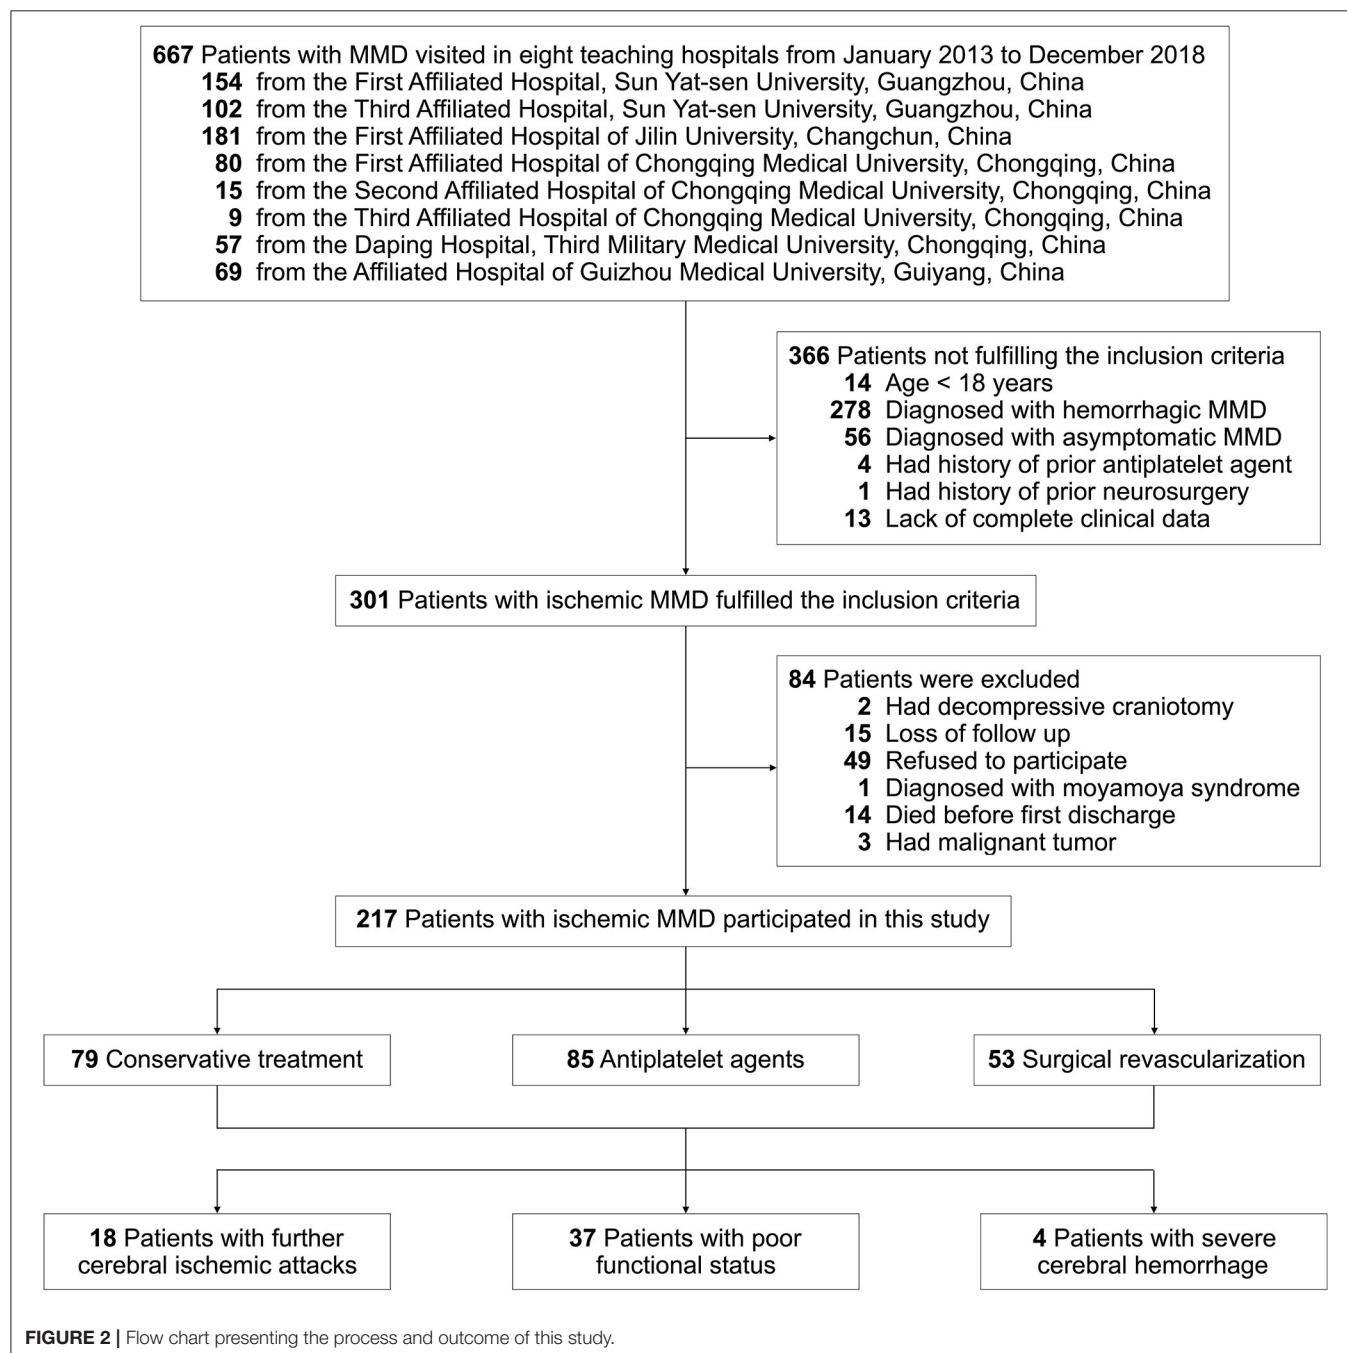 667 Patients with MMD visited in eight teaching hospitals from January 2013 to December 2018
154 from the First Affiliated Hospital, Sun Yat-sen University, Guangzhou, China
102 from the Third Affiliated Hospital, Sun Yat-sen University, Guangzhou, China
181 from the First Affiliated Hospital of Jilin University, Changchun, China
80 from the First Affiliated Hospital of Chongqing Medical University, Chongqing, China
15 from the Second Affiliated Hospital of Chongqing Medical University, Chongqing, China
9 from the Third Affiliated Hospital of Chongqing Medical University, Chongqing, China
57 from the Daping Hospital, Third Military Medical University, Chongqing, China
69 from the Affiliated Hospital of Guizhou Medical University, Guiyang, China
366 Patients not fulfilling the inclusion criteria
14 Age < 18 years
278 Diagnosed with hemorrhagic MMD
56 Diagnosed with asymptomatic MMD
4 Had history of prior antiplatelet agent
1 Had history of prior neurosurgery
13 Lack of complete clinical data
301 Patients with ischemic MMD fulfilled the inclusion criteria
84 Patients were excluded
2 Had decompressive craniotomy
15 Loss of follow up
49 Refused to participate
1 Diagnosed with moyamoya syndrome
14 Died before first discharge
3 Had malignant tumor
217 Patients with ischemic MMD participated in this study
79 Conservative treatment
85 Antiplatelet agents
53 Surgical revascularization
18 Patients with further
cerebral ischemic attacks
37 Patients with poor
functional status
4 Patients with severe
cerebral hemorrhage
FIGURE 2 | Flow chart presenting the process and outcome of this study.